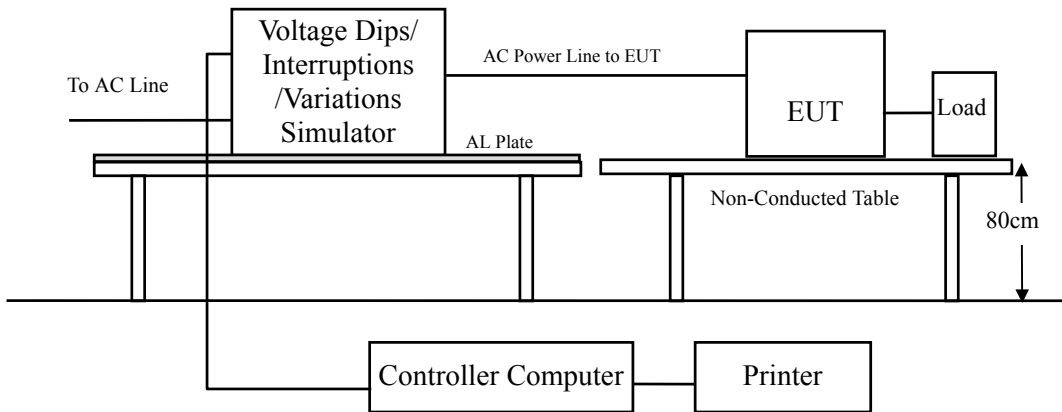 Voltage Dips/
Interruptions
/Variations
Simulator
To AC Line
AC Power Line to EUT
EUT
Load
AL Plate
Non-Conducted Table
80cm
Controller Computer
Printer